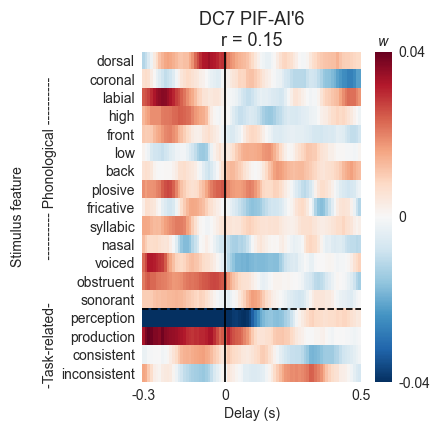 DC7 PIF-AI'6
r = 0.15
w
Stimulus feature
-Task-related- ---------- Phonological ----------
dorsal
coronal
labial
high
front
low
back
plosive
fricative
syllabic
nasal
voiced
obstruent
sonorant
perception
production
consistent
inconsistent
-0.3 0 0.5
Delay (s)
0.04
0
-0.04